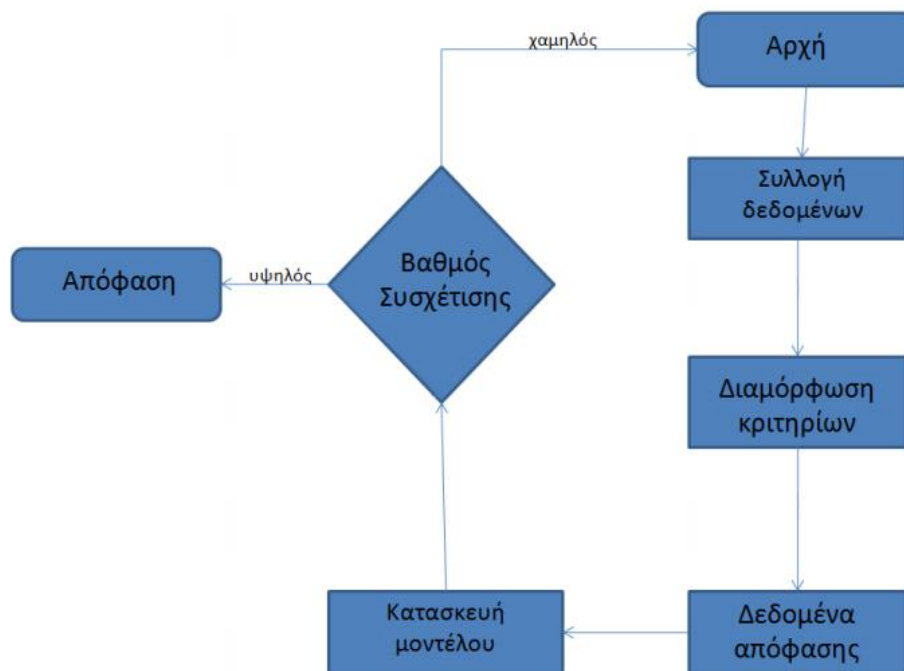 χαμηλός
Αρχή
Συλλογή
δεδομένων
Διαμόρφωση
κριτηρίων
Δεδομένα
απόφασης
Κατασκευή
μοντέλου
Βαθμός
Συσχέτισης
υψηλός
Απόφαση